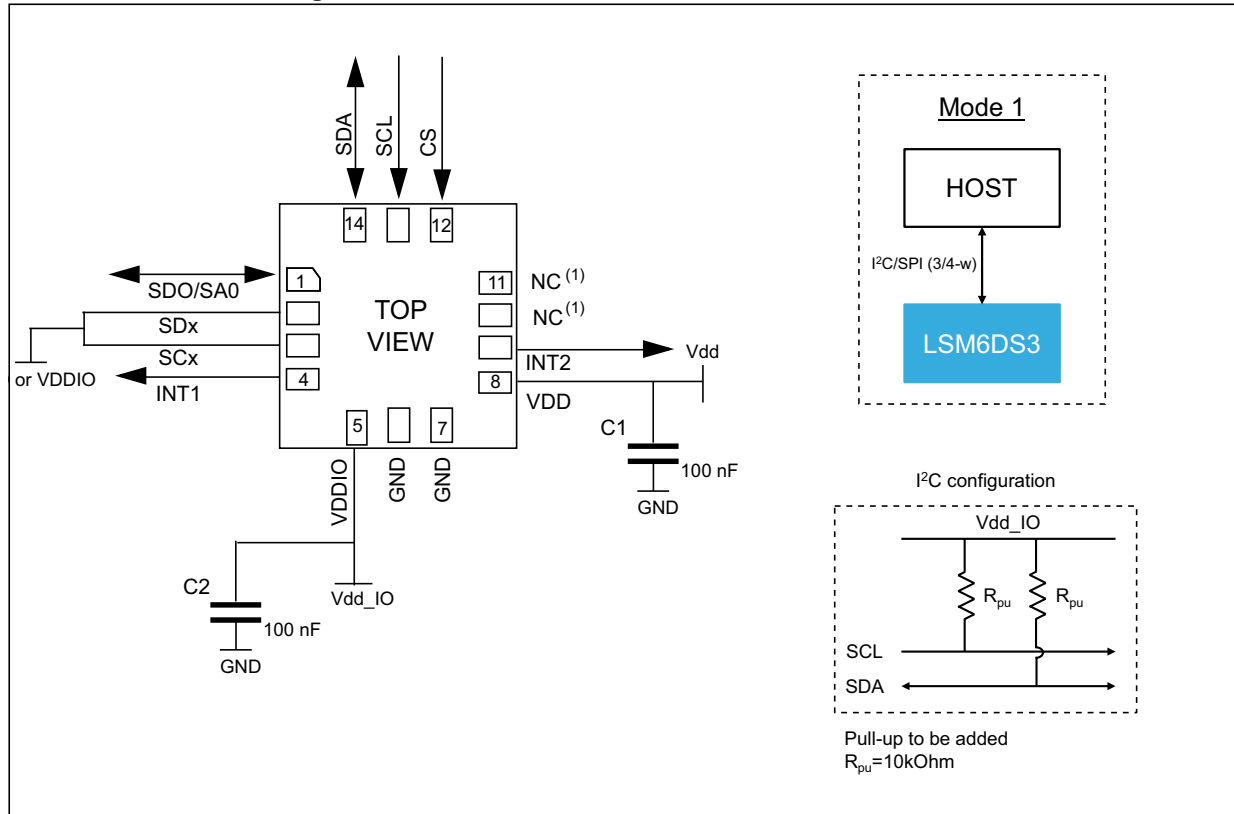 SDA
SCL
CS
14
12
1
SDO/SA0
SDx
SCx
or VDDIO
4
INT1
TOP
VIEW
11
NC(1)
NC(1)
INT2
Vdd
8
VDD
5
7
VDDIO
GND
GND
C1
100 nF
GND
C2
100 nF
GND
Vdd_IO
Mode 1
HOST
I²C/SPI (3/4-w)
LSM6DS3
I²C configuration
Vdd_IO
Rpu
Rpu
SCL
SDA
Pull-up to be added
Rpu=10kOhm